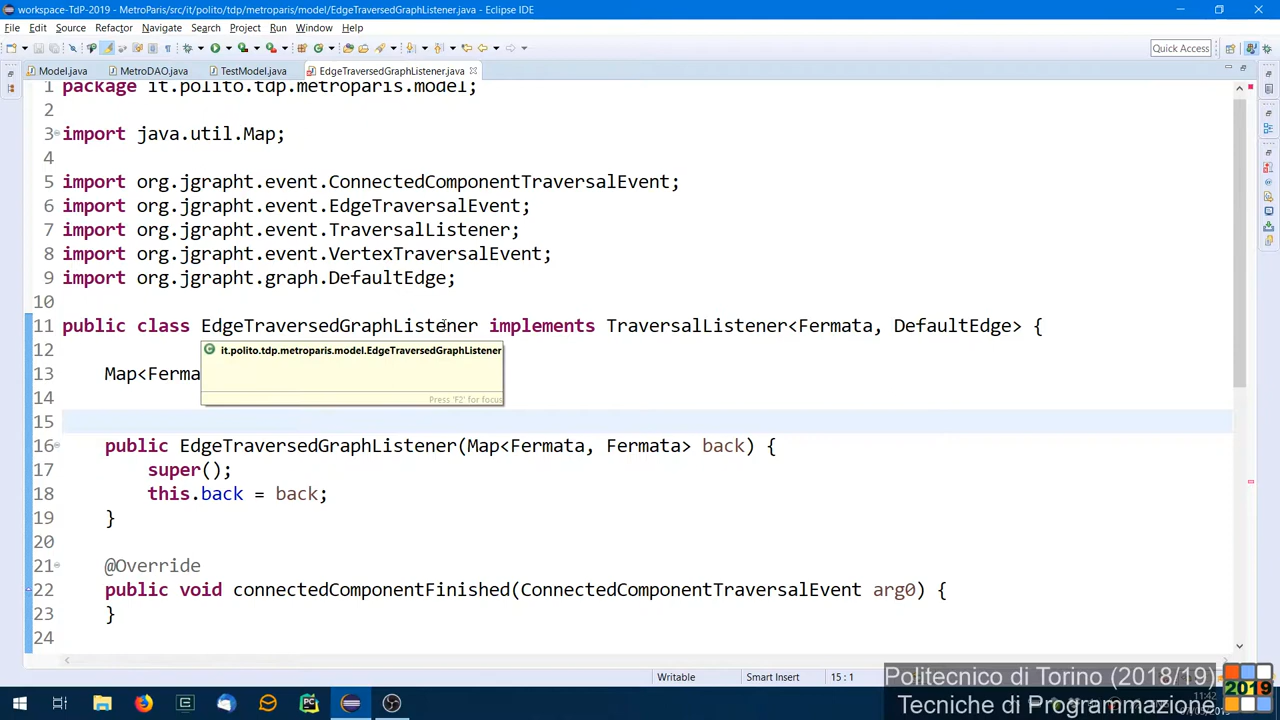 workspace-TdP-2019 - MetroParis/src/it/polito/tdp/metroparis/model/EdgeTraversedGraphListener.java - Eclipse IDE
File Edit Source Refactor Navigate Search Project Run Window Help
Quick Access
Model.java MetroDAO.java TestModel.java EdgeTraversedGraphListener.java
1 package it.polito.tdp.metroparis.model;
2
3 import java.util.Map;
4
5 import org.jgrapht.event.ConnectedComponentTraversalEvent;
6 import org.jgrapht.event.EdgeTraversalEvent;
7 import org.jgrapht.event.TraversalListener;
8 import org.jgrapht.event.VertexTraversalEvent;
9 import org.jgrapht.graph.DefaultEdge;
10
11 public class EdgeTraversedGraphListener implements TraversalListener<Fermata, DefaultEdge> {
12
it.polito.tdp.metroparis.model.EdgeTraversedGraphListener
13 Map<Ferma
Press 'F2' for focus
14
15
16 public EdgeTraversedGraphListener(Map<Fermata, Fermata> back) {
17 super();
18 this.back = back;
19 }
20
21 @Override
22 public void connectedComponentFinished(ConnectedComponentTraversalEvent arg0) {
23 }
24
Writable Smart Insert 15 : 1
Politecnico di Torino (2018/19)
Tecniche di Programmazione
2019
11:42